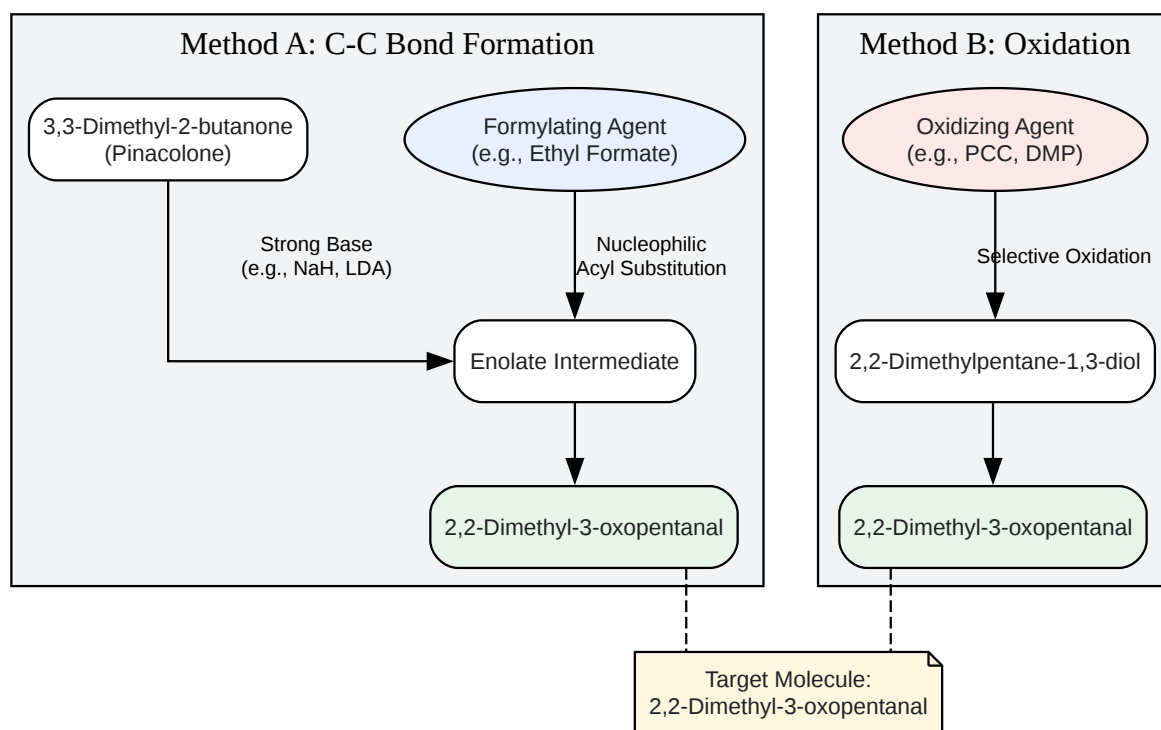 Method A: C-C Bond Formation
3,3-Dimethyl-2-butanone
(Pinacolone)
Formylating Agent
(e.g., Ethyl Formate)
Strong Base
(e.g., NaH, LDA)
Nucleophilic
Acyl Substitution
Enolate Intermediate
2,2-Dimethyl-3-oxopentanal
Method B: Oxidation
Oxidizing Agent
(e.g., PCC, DMP)
Selective Oxidation
2,2-Dimethylpentane-1,3-diol
2,2-Dimethyl-3-oxopentanal
Target Molecule:
2,2-Dimethyl-3-oxopentanal